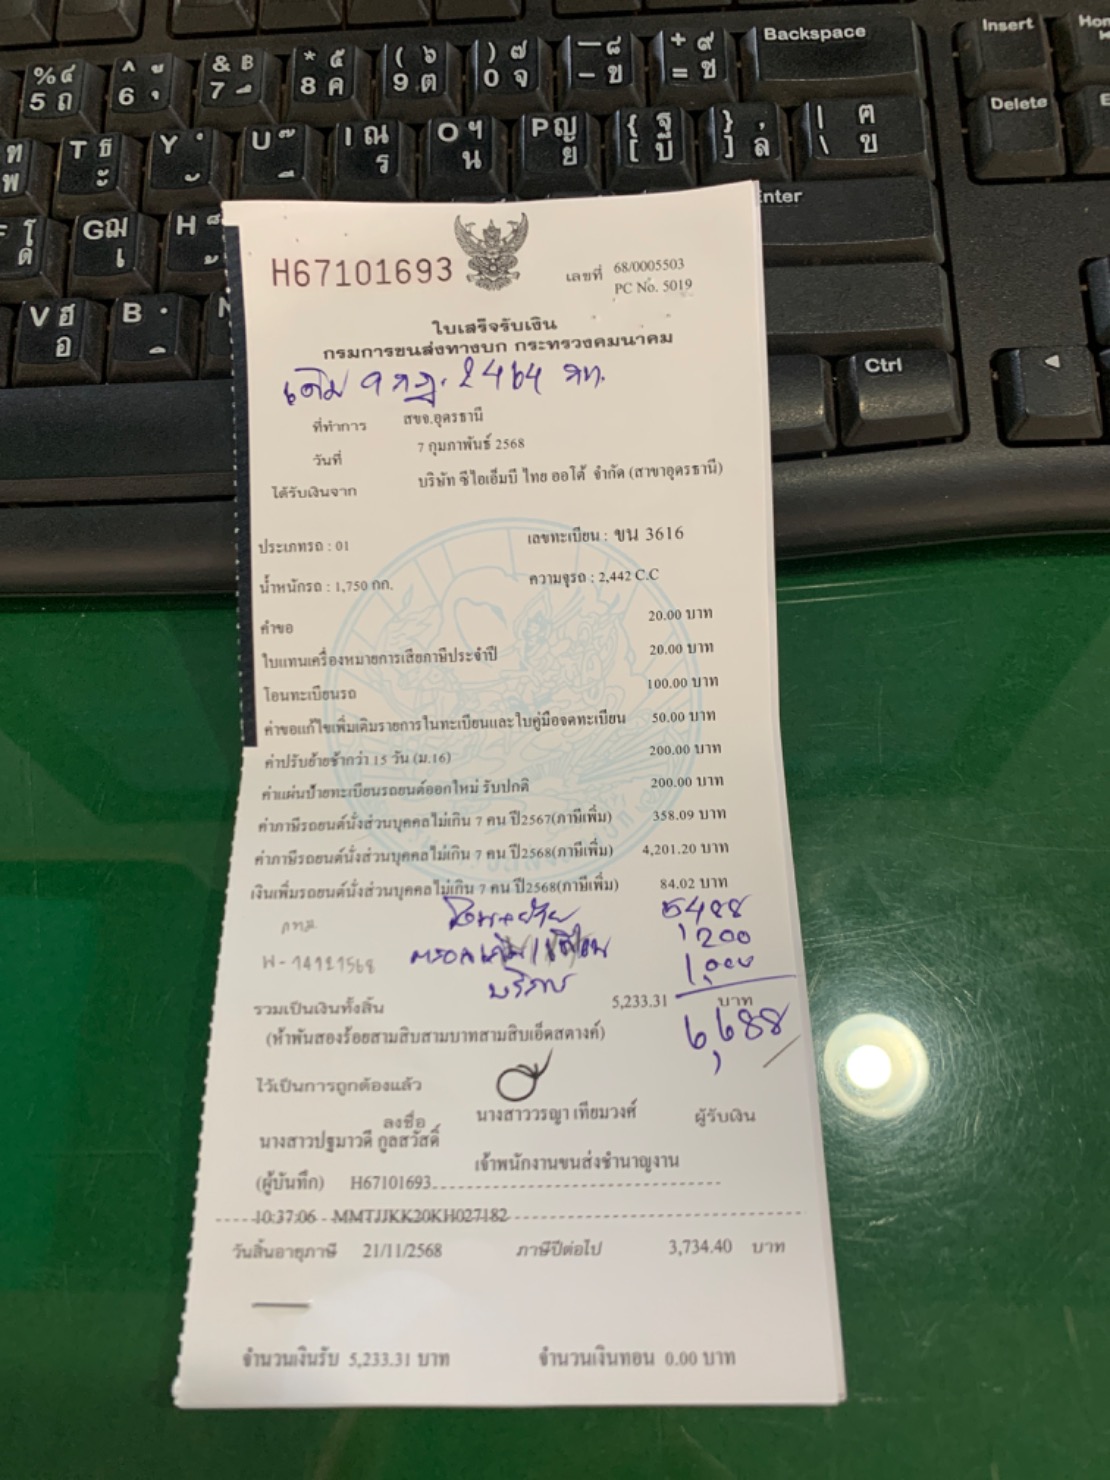 Backspace
Insert
Delete
Enter
Ctrl
H67101693
เลขที่ 68/0005503
PC No. 5019
ใบเสร็จรับเงิน
กรมการขนส่งทางบก กระทรวงคมนาคม
เดิม 9 กฎ. 2464 กท.
ที่ทำการ สขจ.อุดรธานี
วันที่ 7 กุมภาพันธ์ 2568
ได้รับเงินจาก บริษัท ซีไอเอ็มบี ไทย ออโต้ จำกัด (สาขาอุดรธานี)
ประเภทรถ : 01 เลขทะเบียน : ขน 3616
น้ำหนักรถ : 1,750 กก. ความจุรถ : 2,442 C.C
คำขอ 20.00 บาท
ใบแทนเครื่องหมายการเสียภาษีประจำปี 20.00 บาท
โอนทะเบียนรถ 100.00 บาท
ค่าขอแก้ไขเพิ่มเติมรายการในทะเบียนและใบคู่มือจดทะเบียน 50.00 บาท
ค่าปรับย้ายช้ากว่า 15 วัน (ม.16) 200.00 บาท
ค่าแผ่นป้ายทะเบียนรถยนต์ออกใหม่ รับปกติ 200.00 บาท
ค่าภาษีรถยนต์นั่งส่วนบุคคลไม่เกิน 7 คน ปี2567(ภาษีเพิ่ม) 358.09 บาท
ค่าภาษีรถยนต์นั่งส่วนบุคคลไม่เกิน 7 คน ปี2568(ภาษีเพิ่ม) 4,201.20 บาท
เงินเพิ่มรถยนต์นั่งส่วนบุคคลไม่เกิน 7 คน ปี2568(ภาษีเพิ่ม) 84.02 บาท
โอน+ย้าย 5,488
200
บริการ 1,000
รวมเป็นเงินทั้งสิ้น 5,233.31 บาท
6,688
(ห้าพันสองร้อยสามสิบสามบาทสามสิบเอ็ดสตางค์)
ไว้เป็นการถูกต้องแล้ว
ลงชื่อ นางสาววรญา เทียมวงศ์ ผู้รับเงิน
นางสาวปฐมาวดี กูลสวัสดิ์
เจ้าพนักงานขนส่งชำนาญงาน
(ผู้บันทึก) H67101693
10:37:06 MMTJJKK20KH027182
วันสิ้นอายุภาษี 21/11/2568 ภาษีปีต่อไป 3,734.40 บาท
จำนวนเงินรับ 5,233.31 บาท จำนวนเงินทอน 0.00 บาท